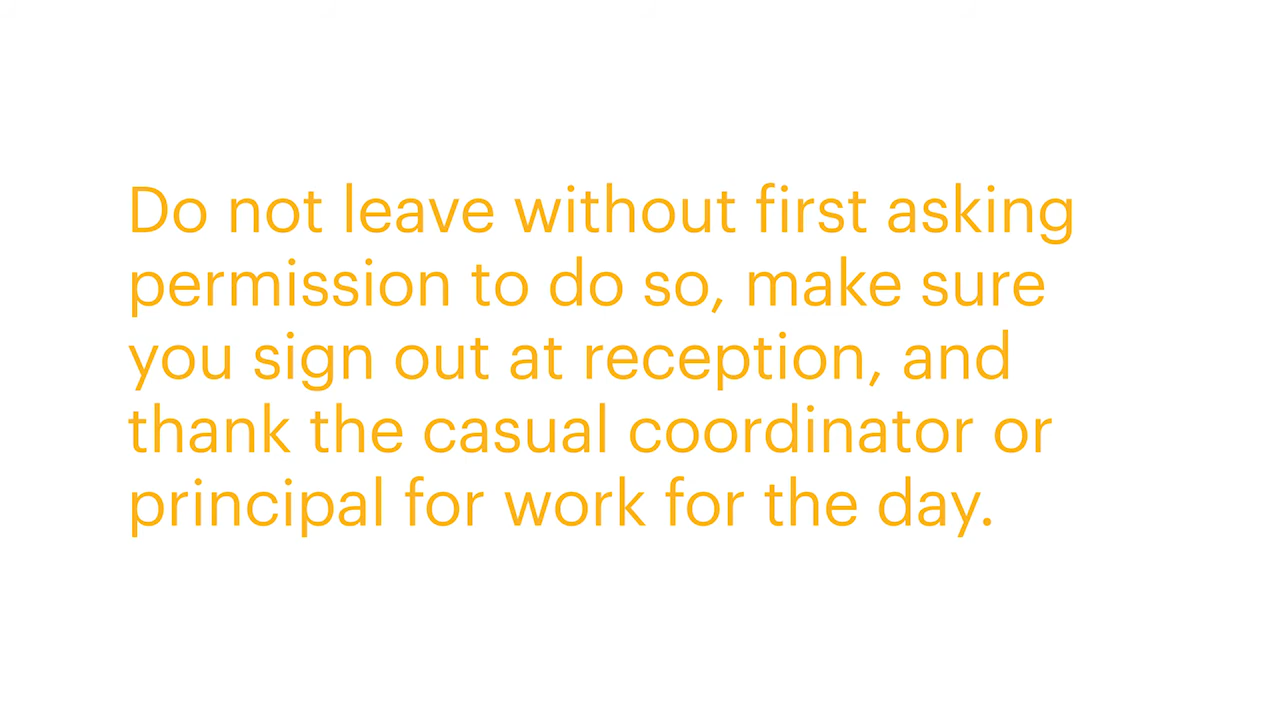 Do not leave without first asking
permission to do so, make sure
you sign out at reception, and
thank the casual coordinator or
principal for work for the day.